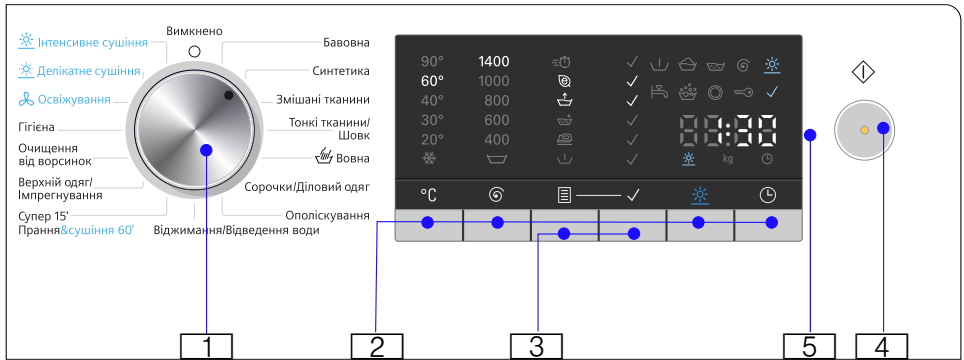 Вимкнено
Інтенсивне сушіння
Делікатне сушіння
Освіжування
Гігієна
Очищення
від ворсинок
Верхній одяг/
Імпрегнування
Супер 15'
Прання&сушіння 60'
Бавовна
Синтетика
Змішані тканини
Тонкі тканини/
Шовк
Вовна
Сорочки/Діловий одяг
Ополіскування
Віджимання/Відведення води
90° 1400
60° 1000
40° 800
30° 600
20° 400
1:30
kg
°C
1
2
3
5
4